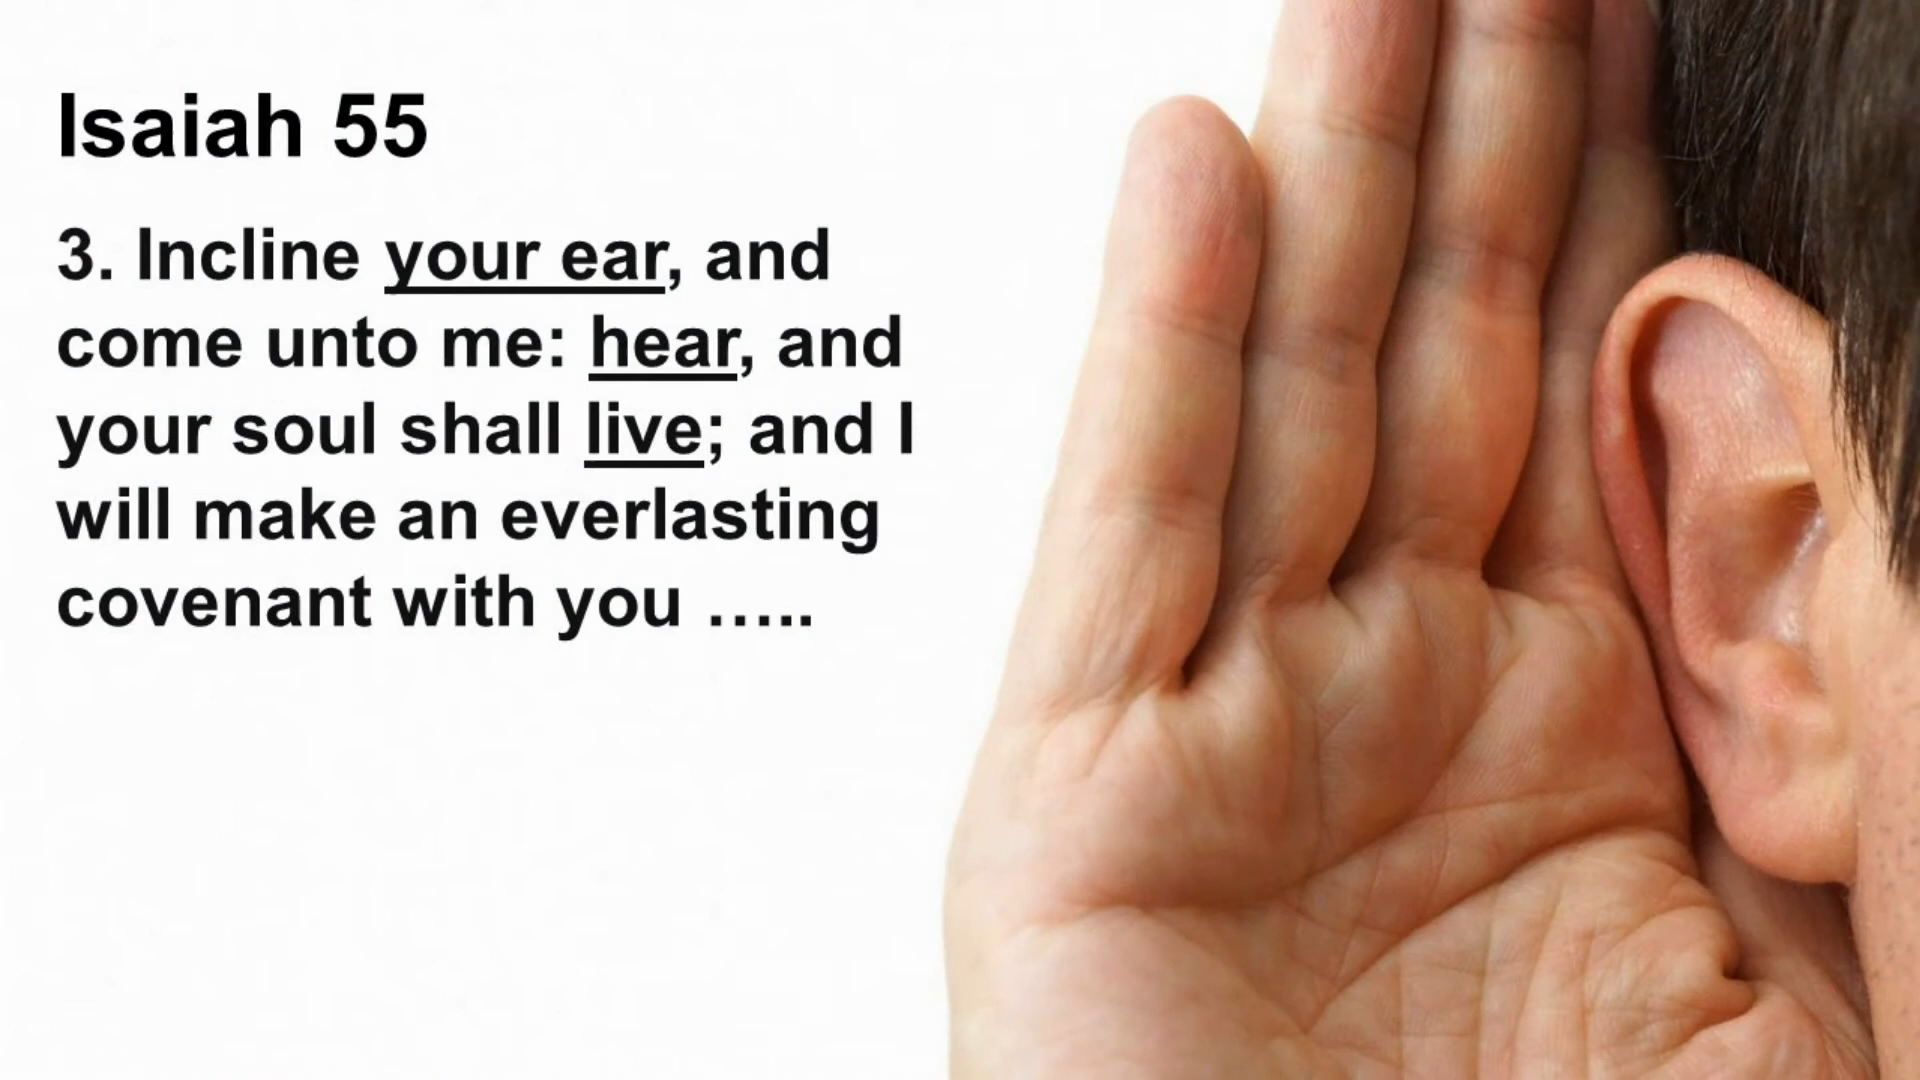 Isaiah 55
3. Incline your ear, and
come unto me: hear, and
your soul shall live; and I
will make an everlasting
covenant with you …..